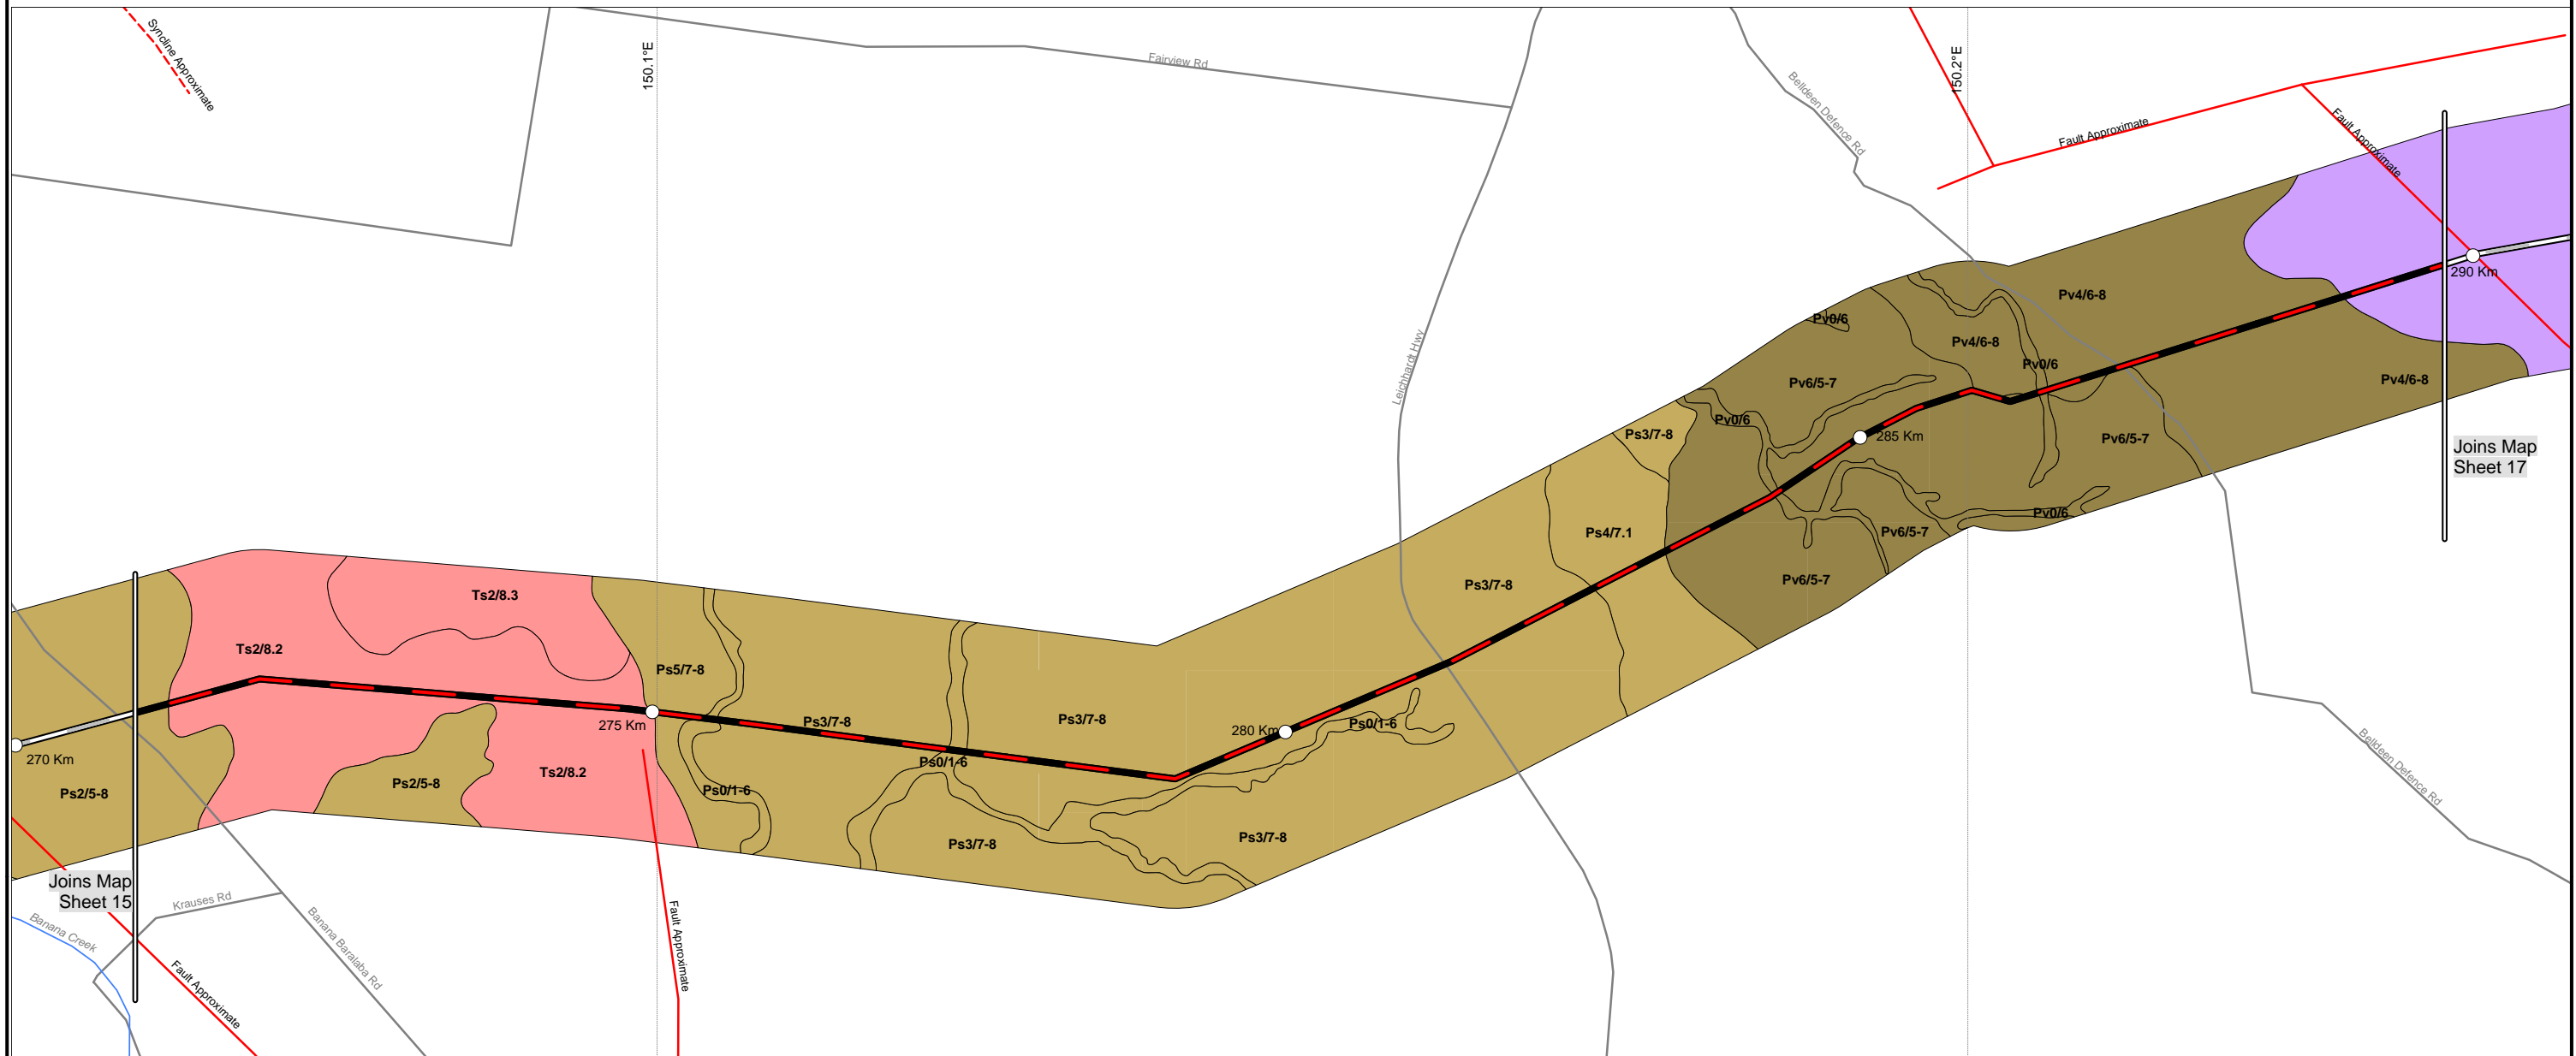 Syncline Approximate
150.1°E
Fairview Rd
Belldeen Defence Rd
150.2°E
Fault Approximate
Fault Approximate
290 Km
Pv4/6-8
Pv0/6
Pv4/6-8
Pv0/6
Pv6/5-7
Pv4/6-8
Leichhardt Hwy
Pv0/6
Ps3/7-8
285 Km
Pv6/5-7
Joins Map
Sheet 17
Ps4/7.1
Pv6/5-7
Pv0/6
Pv6/5-7
Ps3/7-8
Ts2/8.3
Ts2/8.2
Ps5/7-8
275 Km
Ps3/7-8
Ps3/7-8
280 Km
Ps0/1-6
270 Km
Ps2/5-8
Ps2/5-8
Ts2/8.2
Ps0/1-6
Ps0/1-6
Ps3/7-8
Ps3/7-8
Belldeen Defence Rd
Joins Map
Sheet 15
Krauses Rd
Banana Creek
Banana Baralaba Rd
Fault Approximate
Fault Approximate